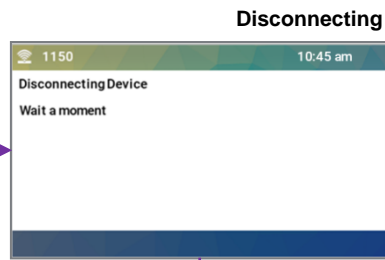 Disconnecting
1150 10:45 am
Disconnecting Device
Wait a moment